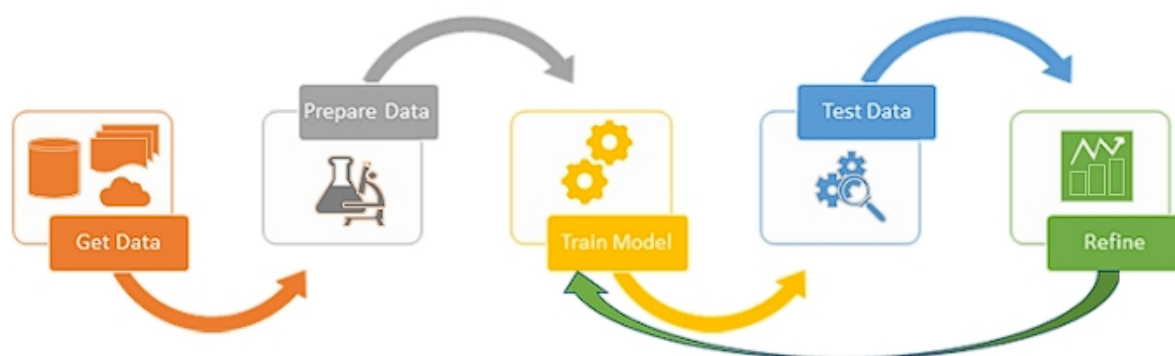 Get Data
Prepare Data
Train Model
Test Data
Refine